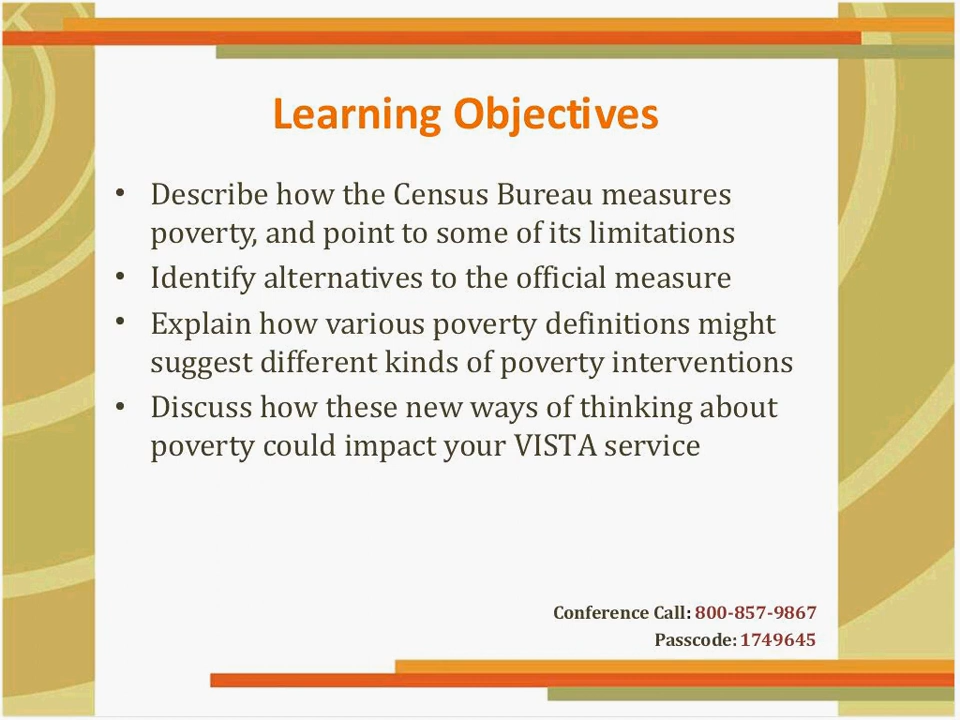 Learning Objectives
• Describe how the Census Bureau measures
poverty, and point to some of its limitations
• Identify alternatives to the official measure
• Explain how various poverty definitions might
suggest different kinds of poverty interventions
• Discuss how these new ways of thinking about
poverty could impact your VISTA service
Conference Call: 800-857-9867
Passcode: 1749645